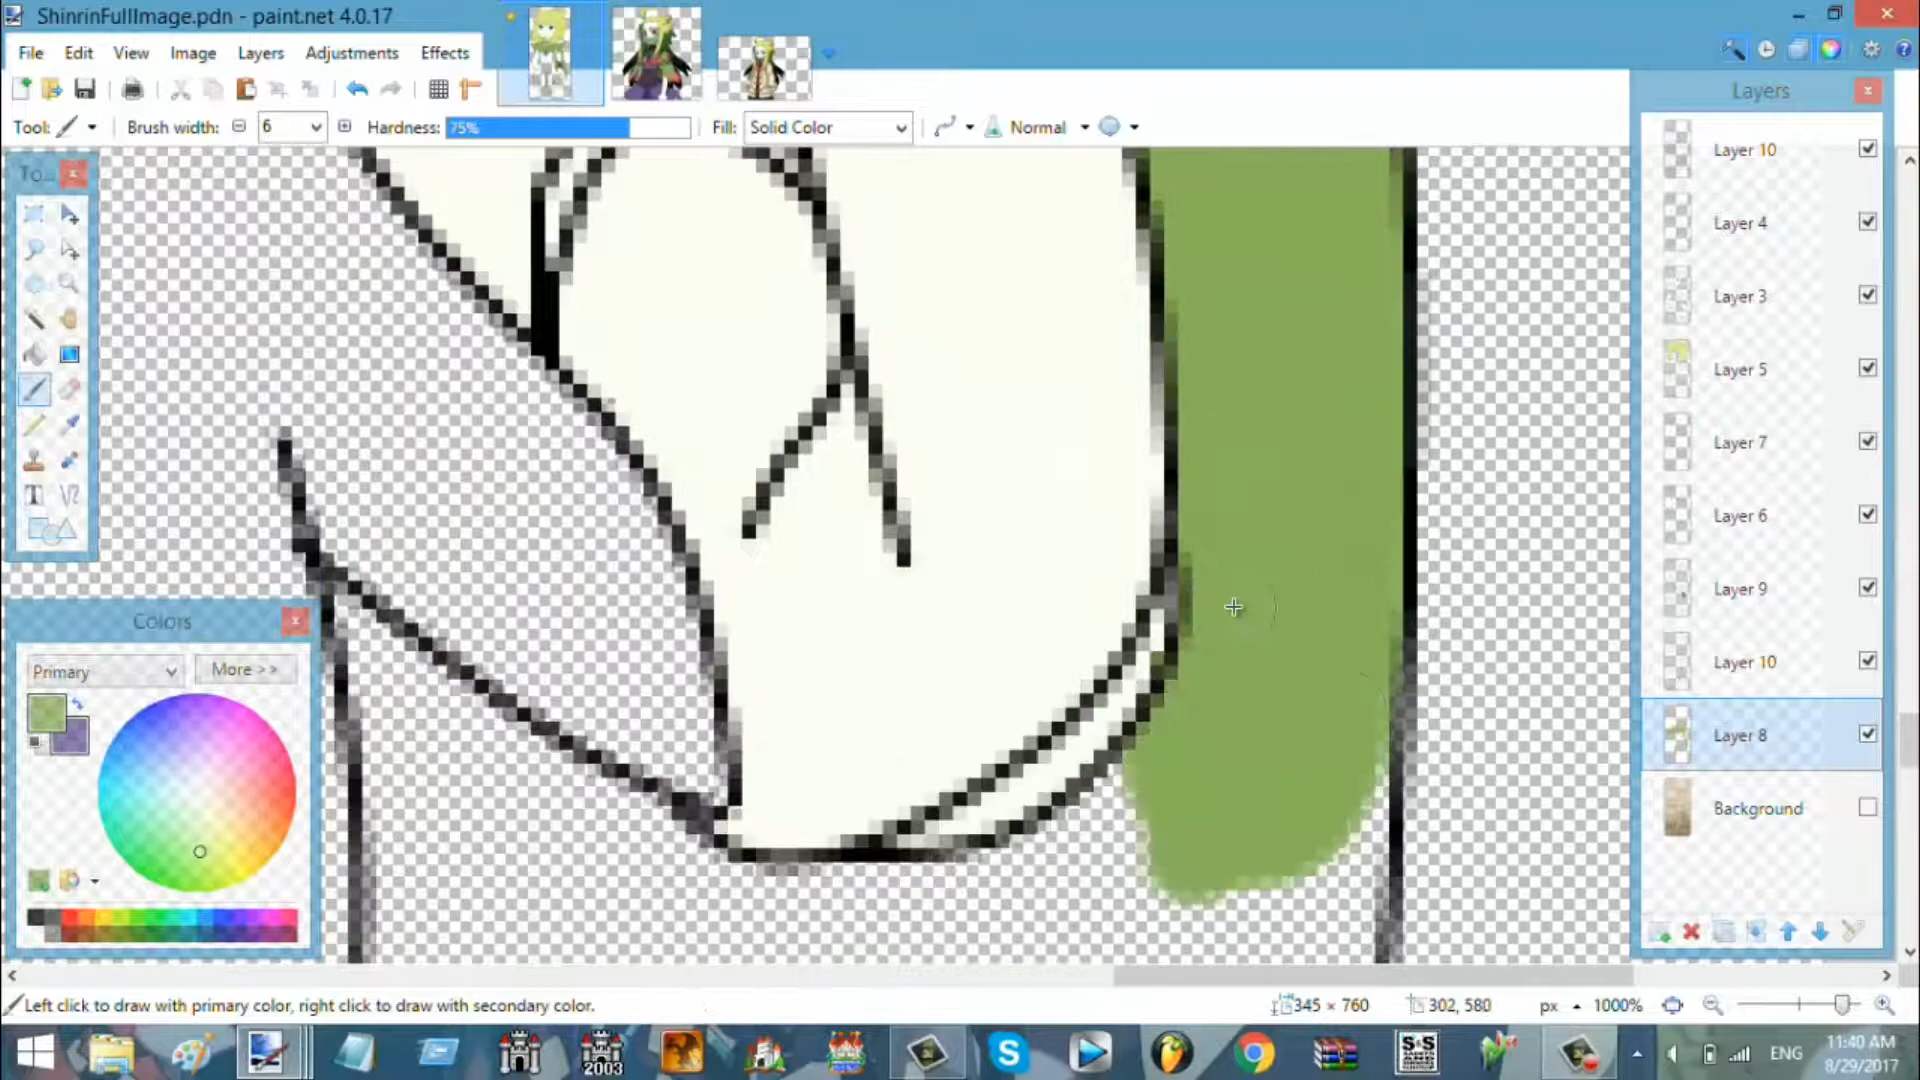 ShinrinFullImage.pdn - paint.net 4.0.17
File Edit View Image Layers Adjustments Effects
Tool: Brush width: 6 Hardness: 75% Fill: Solid Color Normal
To...
Layers
Layer 10
Layer 4
Layer 3
Layer 5
Layer 7
Layer 6
Layer 9
Layer 10
Layer 8
Background
Colors
Primary More >>
Left click to draw with primary color, right click to draw with secondary color. 345 × 760 302, 580 px 1000%
2003
S&S
ENG
11:40 AM
8/29/2017